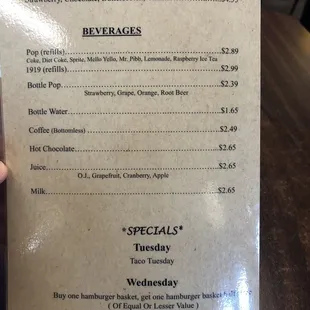 BEVERAGES
Pop (refills)......$2.89
Coke, Diet Coke, Sprite, Mello Yello, Mr. Pibb, Lemonade, Raspberry Ice Tea
1919 (refills)......$2.99
Bottle Pop......$2.39
Strawberry, Grape, Orange, Root Beer
Bottle Water......$1.65
Coffee (Bottomless)......$2.49
Hot Chocolate......$2.65
Juice......$2.65
O.J., Grapefruit, Cranberry, Apple
Milk......$2.65
*SPECIALS*
Tuesday
Taco Tuesday
Wednesday
Buy one hamburger basket, get one hamburger basket half
( Of Equal Or Lesser Value )